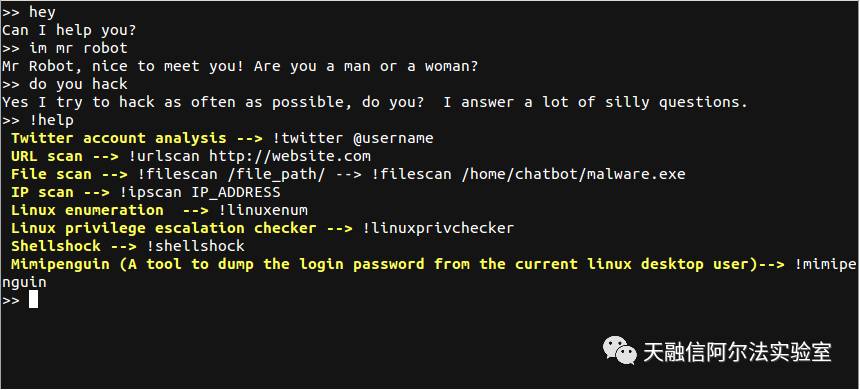 >> hey
Can I help you?
>> im mr robot
Mr Robot, nice to meet you! Are you a man or a woman?
>> do you hack
Yes I try to hack as often as possible, do you?  I answer a lot of silly questions.
>> !help
 Twitter account analysis --> !twitter @username
 URL scan --> !urlscan http://website.com
 File scan --> !filescan /file_path/ --> !filescan /home/chatbot/malware.exe
 IP scan --> !ipscan IP_ADDRESS
 Linux enumeration  --> !linuxenum
 Linux privilege escalation checker --> !linuxprivchecker
 Shellshock --> !shellshock
 Mimipenguin (A tool to dump the login password from the current linux desktop user)--> !mimipe
nguin
>>
天融信阿尔法实验室